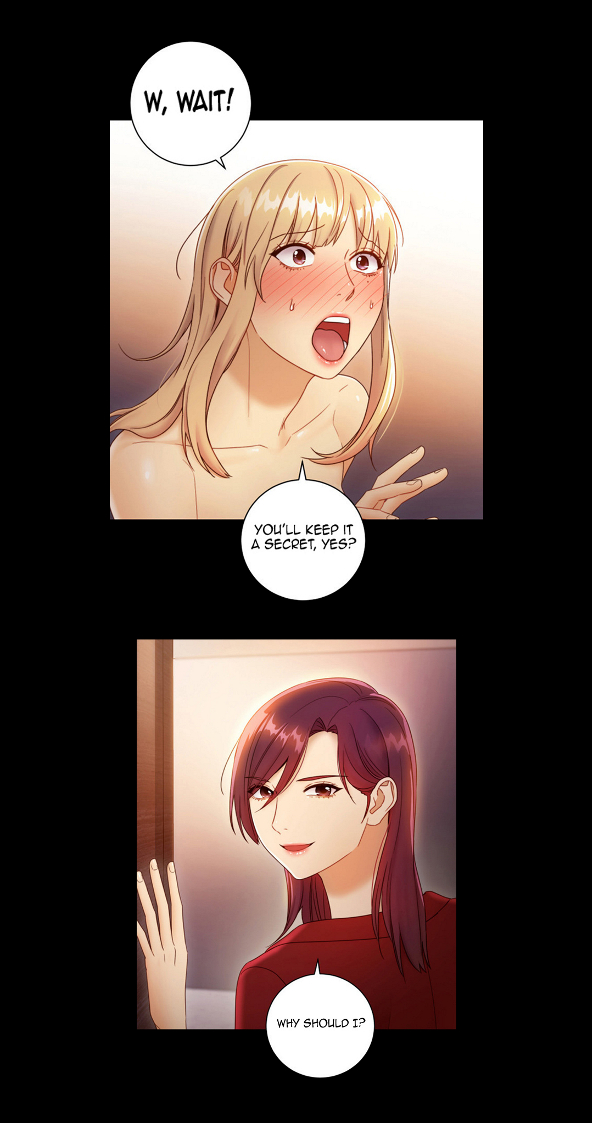 W, WAIT!
YOU'LL KEEP IT
A SECRET, YES?
WHY SHOULD I?